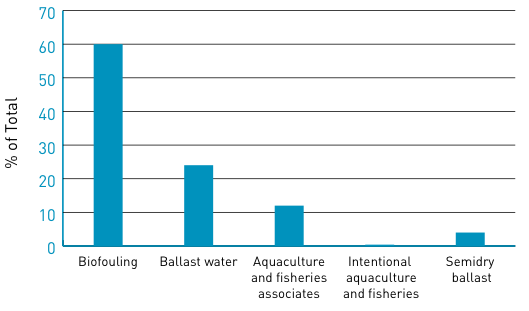 70
60
50
40
30
20
10
0
% of Total
Biofouling
Ballast water
Aquaculture
and fisheries
associates
Intentional
aquaculture
and fisheries
Semidry
ballast